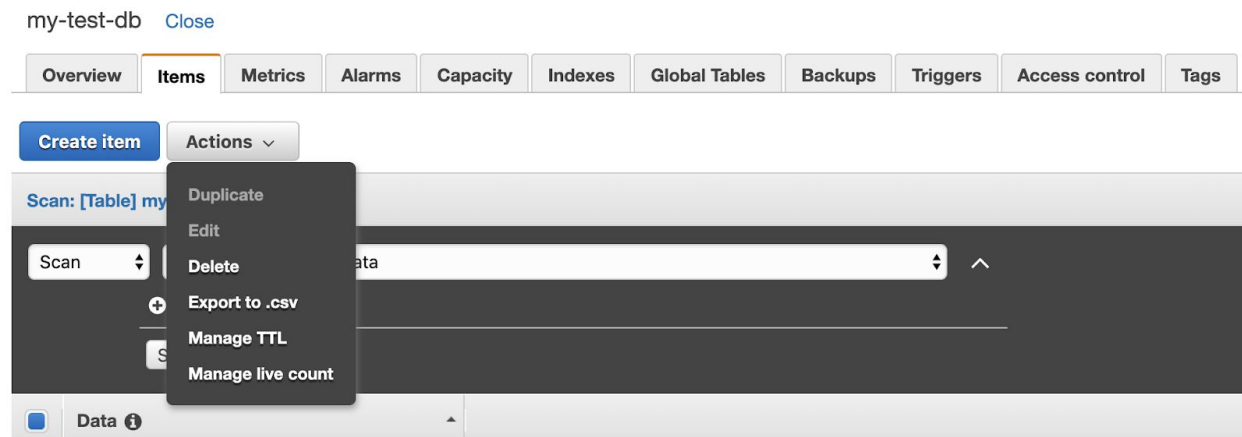 my-test-db Close
Overview Items Metrics Alarms Capacity Indexes Global Tables Backups Triggers Access control Tags
Create item Actions
Duplicate
Scan: [Table] my
Edit
Scan ata
Delete
Export to .csv
Manage TTL
S
Manage live count
Data